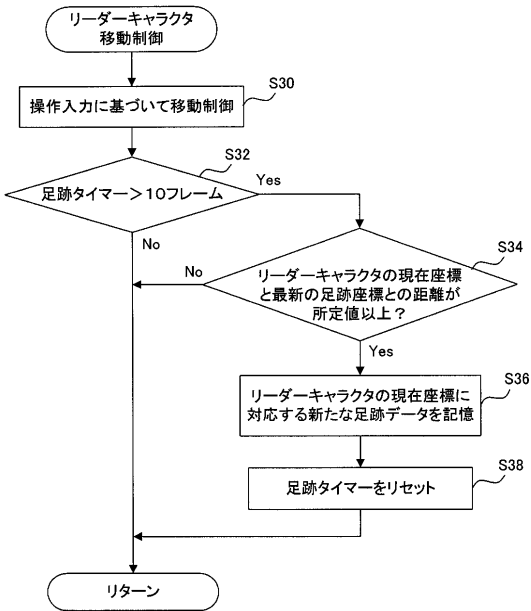 リーダーキャラクタ
移動制御
S30
操作入力に基づいて移動制御
S32
足跡タイマー>10フレーム
Yes
No
S34
No
リーダーキャラクタの現在座標
と最新の足跡座標との距離が
所定値以上?
Yes
S36
リーダーキャラクタの現在座標に
対応する新たな足跡データを記憶
S38
足跡タイマーをリセット
リターン